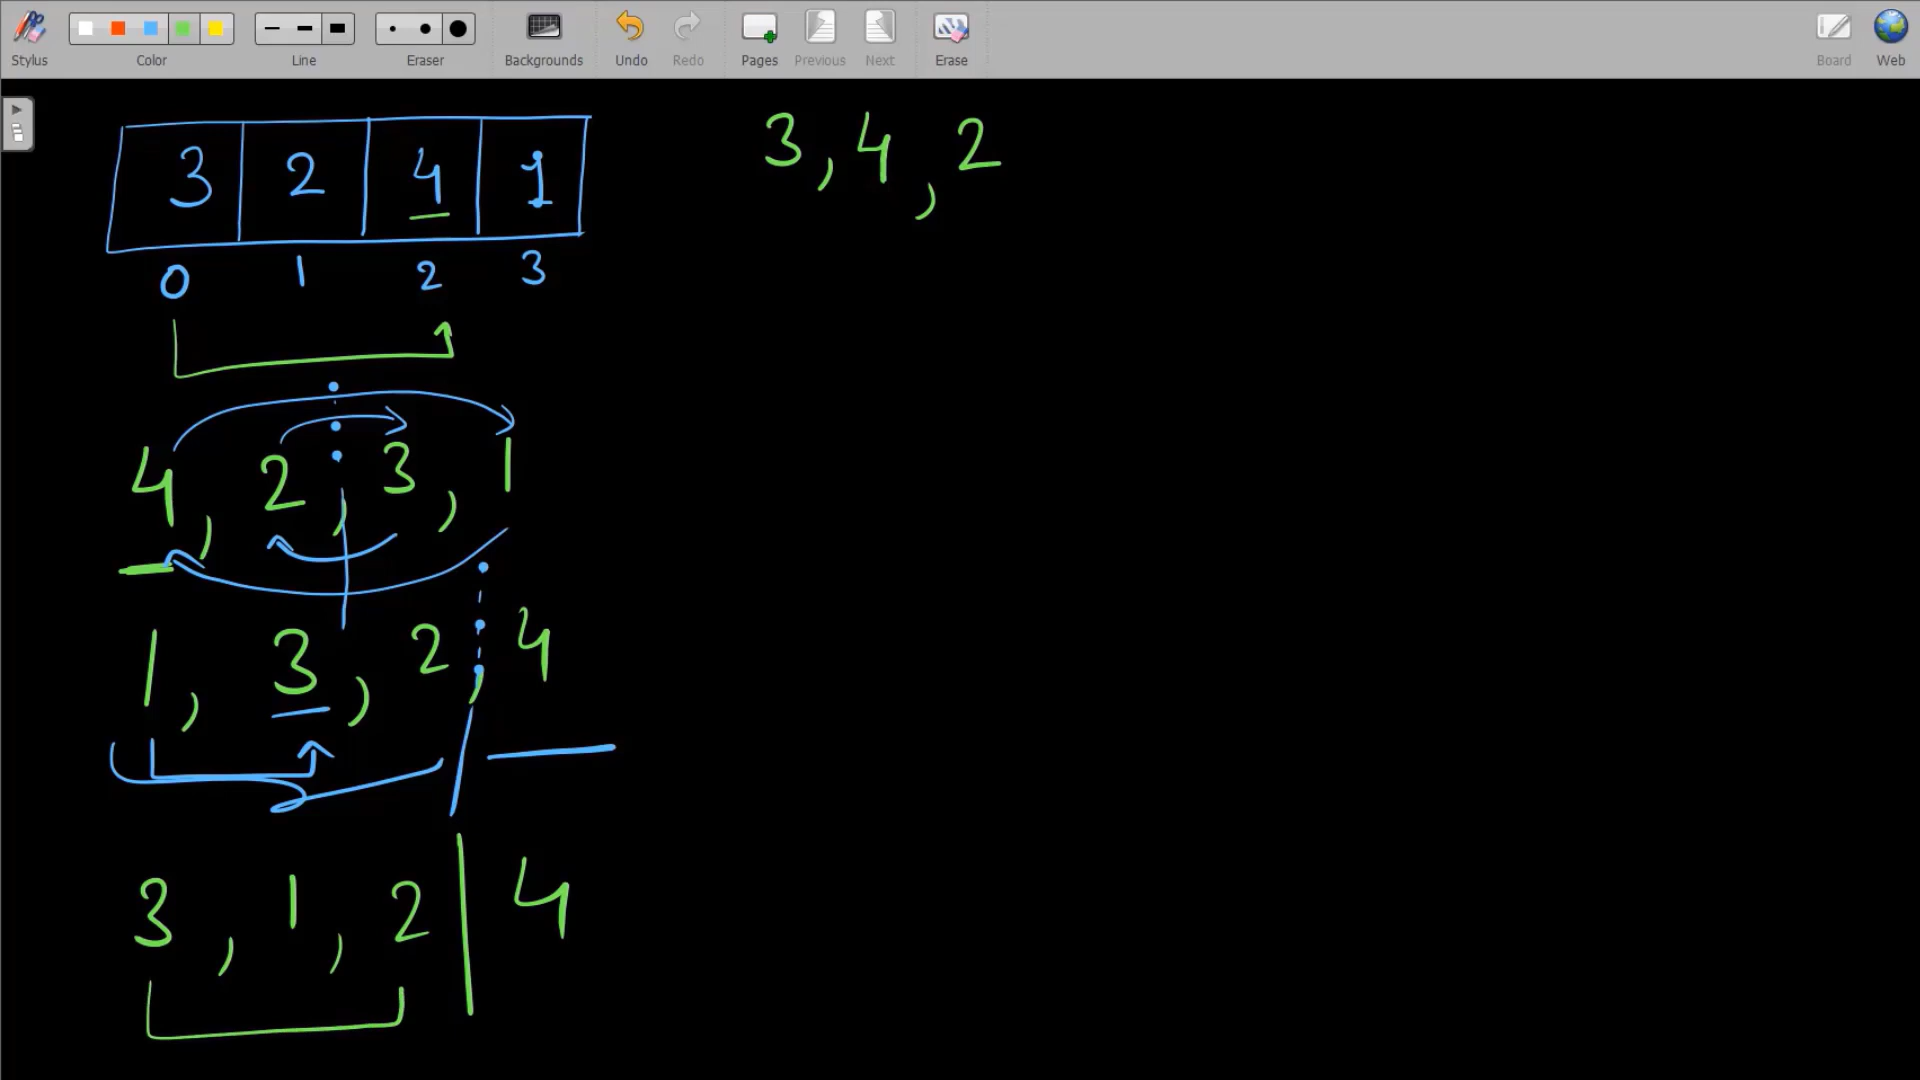 Stylus Color Line Eraser Backgrounds Undo Redo Pages Previous Next Erase Board Web
3 2 4 1
0 1 2 3
3, 4, 2
4, 2, 3, 1
1, 3, 2, 4
3, 1, 2 | 4